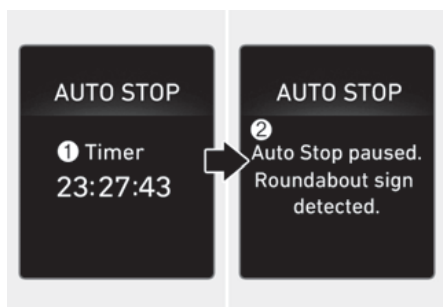 AUTO STOP
① Timer
23:27:43
AUTO STOP
②
Auto Stop paused.
Roundabout sign
detected.